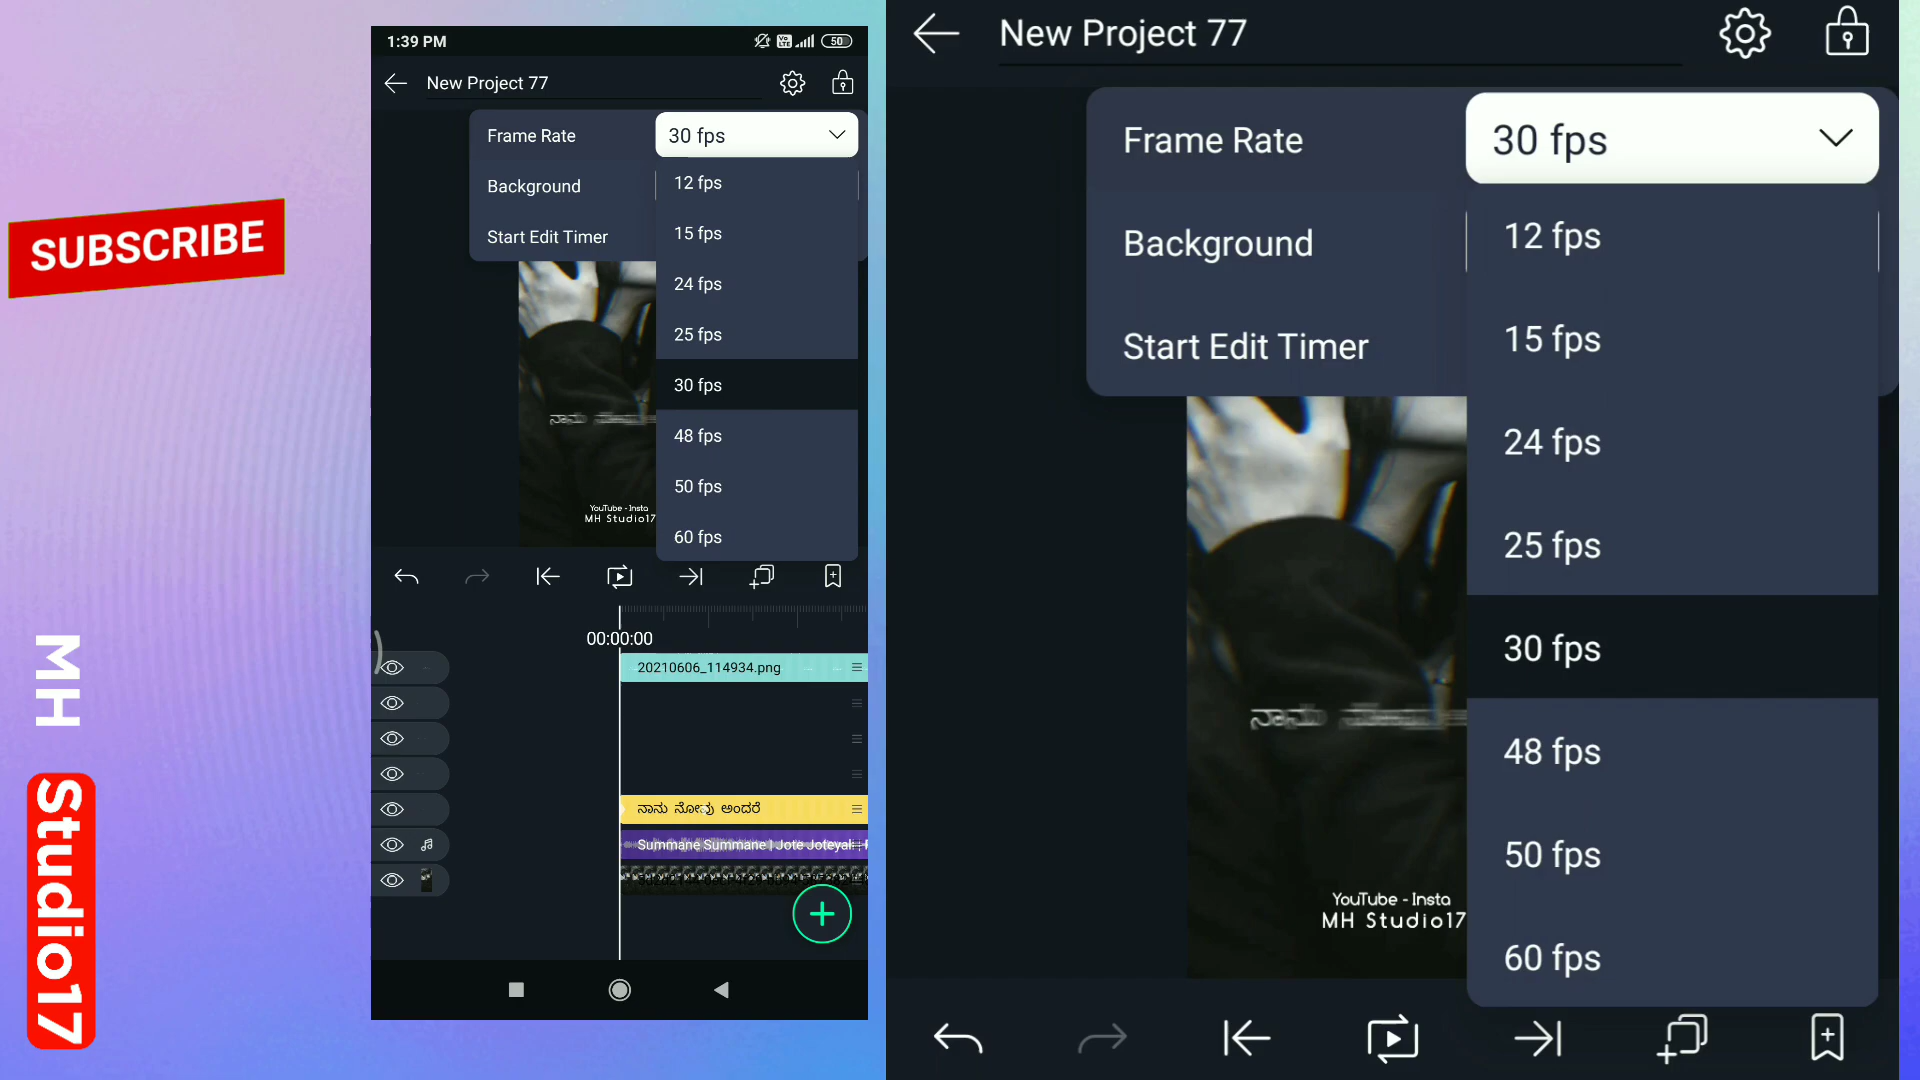 SUBSCRIBE
MH
Studio17
1:39 PM
50
New Project 77
Frame Rate
30 fps
Background
Start Edit Timer
12 fps
15 fps
24 fps
25 fps
30 fps
48 fps
50 fps
60 fps
ನಾನು
YouTube - Insta
MH Studio17
00:00:00
20210606_114934.png
ನಾನು ನೋವು ಅಂದರೆ
Summane Summane | Jote Joteyali |
New Project 77
Frame Rate
30 fps
Background
Start Edit Timer
12 fps
15 fps
24 fps
25 fps
30 fps
48 fps
50 fps
60 fps
ನಾನು
YouTube - Insta
MH Studio17